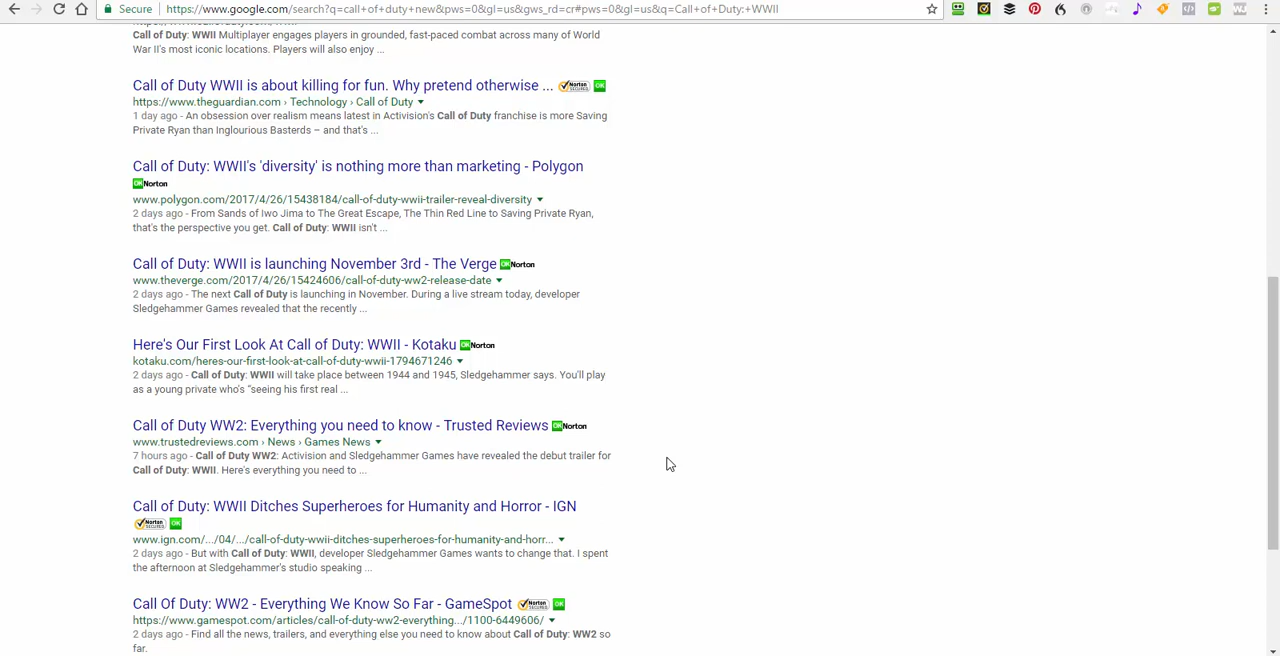 Secure https://www.google.com/search?q=call+of+duty+new&pws=0&gl=us&gws_rd=cr#pws=0&gl=us&q=Call+of+Duty:+WWII
Call of Duty: WWII Multiplayer engages players in grounded, fast-paced combat across many of World
War II's most iconic locations. Players will also enjoy ...
Call of Duty WWII is about killing for fun. Why pretend otherwise ... Norton SECURED OK
https://www.theguardian.com › Technology › Call of Duty
1 day ago - An obsession over realism means latest in Activision's Call of Duty franchise is more Saving
Private Ryan than Inglourious Basterds – and that's ...
Call of Duty: WWII's 'diversity' is nothing more than marketing - Polygon
OK Norton
www.polygon.com/2017/4/26/15438184/call-of-duty-wwii-trailer-reveal-diversity
2 days ago - From Sands of Iwo Jima to The Great Escape, The Thin Red Line to Saving Private Ryan,
that's the perspective you get. Call of Duty: WWII isn't ...
Call of Duty: WWII is launching November 3rd - The Verge OK Norton
www.theverge.com/2017/4/26/15424606/call-of-duty-ww2-release-date
2 days ago - The next Call of Duty is launching in November. During a live stream today, developer
Sledgehammer Games revealed that the recently ...
Here's Our First Look At Call of Duty: WWII - Kotaku OK Norton
kotaku.com/heres-our-first-look-at-call-of-duty-wwii-1794671246
2 days ago - Call of Duty: WWII will take place between 1944 and 1945, Sledgehammer says. You'll play
as a young private who's "seeing his first real ...
Call of Duty WW2: Everything you need to know - Trusted Reviews OK Norton
www.trustedreviews.com › News › Games News
7 hours ago - Call of Duty WW2: Activision and Sledgehammer Games have revealed the debut trailer for
Call of Duty: WWII. Here's everything you need to ...
Call of Duty: WWII Ditches Superheroes for Humanity and Horror - IGN
Norton SECURED OK
www.ign.com/.../04/.../call-of-duty-wwii-ditches-superheroes-for-humanity-and-horr...
2 days ago - But with Call of Duty: WWII, developer Sledgehammer Games wants to change that. I spent
the afternoon at Sledgehammer's studio speaking ...
Call Of Duty: WW2 - Everything We Know So Far - GameSpot Norton SECURED OK
https://www.gamespot.com/articles/call-of-duty-ww2-everything.../1100-6449606/
2 days ago - Find all the news, trailers, and everything else you need to know about Call of Duty: WW2 so
far.